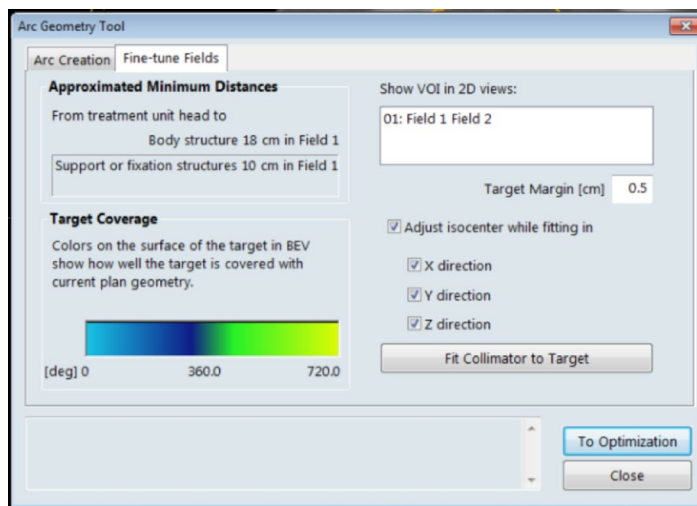 Arc Geometry Tool
Arc Creation
Fine-tune Fields
Approximated Minimum Distances
From treatment unit head to
Body structure 18 cm in Field 1
Support or fixation structures 10 cm in Field 1
Target Coverage
Colors on the surface of the target in BEV
show how well the target is covered with
current plan geometry.
[deg] 0 360.0 720.0
Show VOI in 2D views:
01: Field 1 Field 2
Target Margin [cm] 0.5
Adjust isocenter while fitting in
X direction
Y direction
Z direction
Fit Collimator to Target
To Optimization
Close